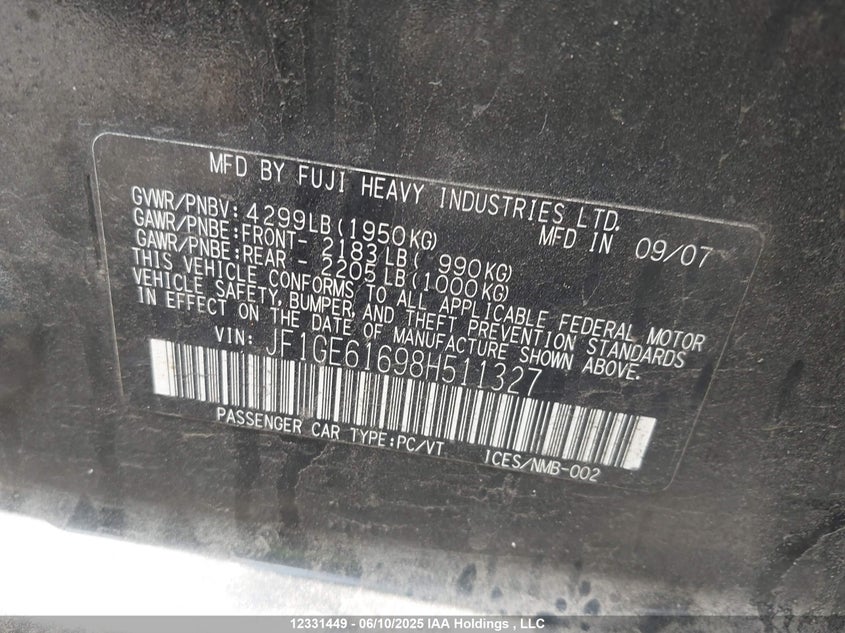 MFD BY FUJI HEAVY INDUSTRIES LTD.
GVWR/PNBV: 4299LB(1950KG) MFD IN 09/07
GAWR/PNBE:FRONT- 2183LB( 990KG)
GAWR/PNBE:REAR - 2205LB(1000KG)
THIS VEHICLE CONFORMS TO ALL APPLICABLE FEDERAL MOTOR
VEHICLE SAFETY, BUMPER, AND THEFT PREVENTION STANDARDS
IN EFFECT ON THE DATE OF MANUFACTURE SHOWN ABOVE.
VIN: JF1GE61698H511327
PASSENGER CAR TYPE:PC/VT ICES/NMB-002
12331449 - 06/10/2025 IAA Holdings , LLC